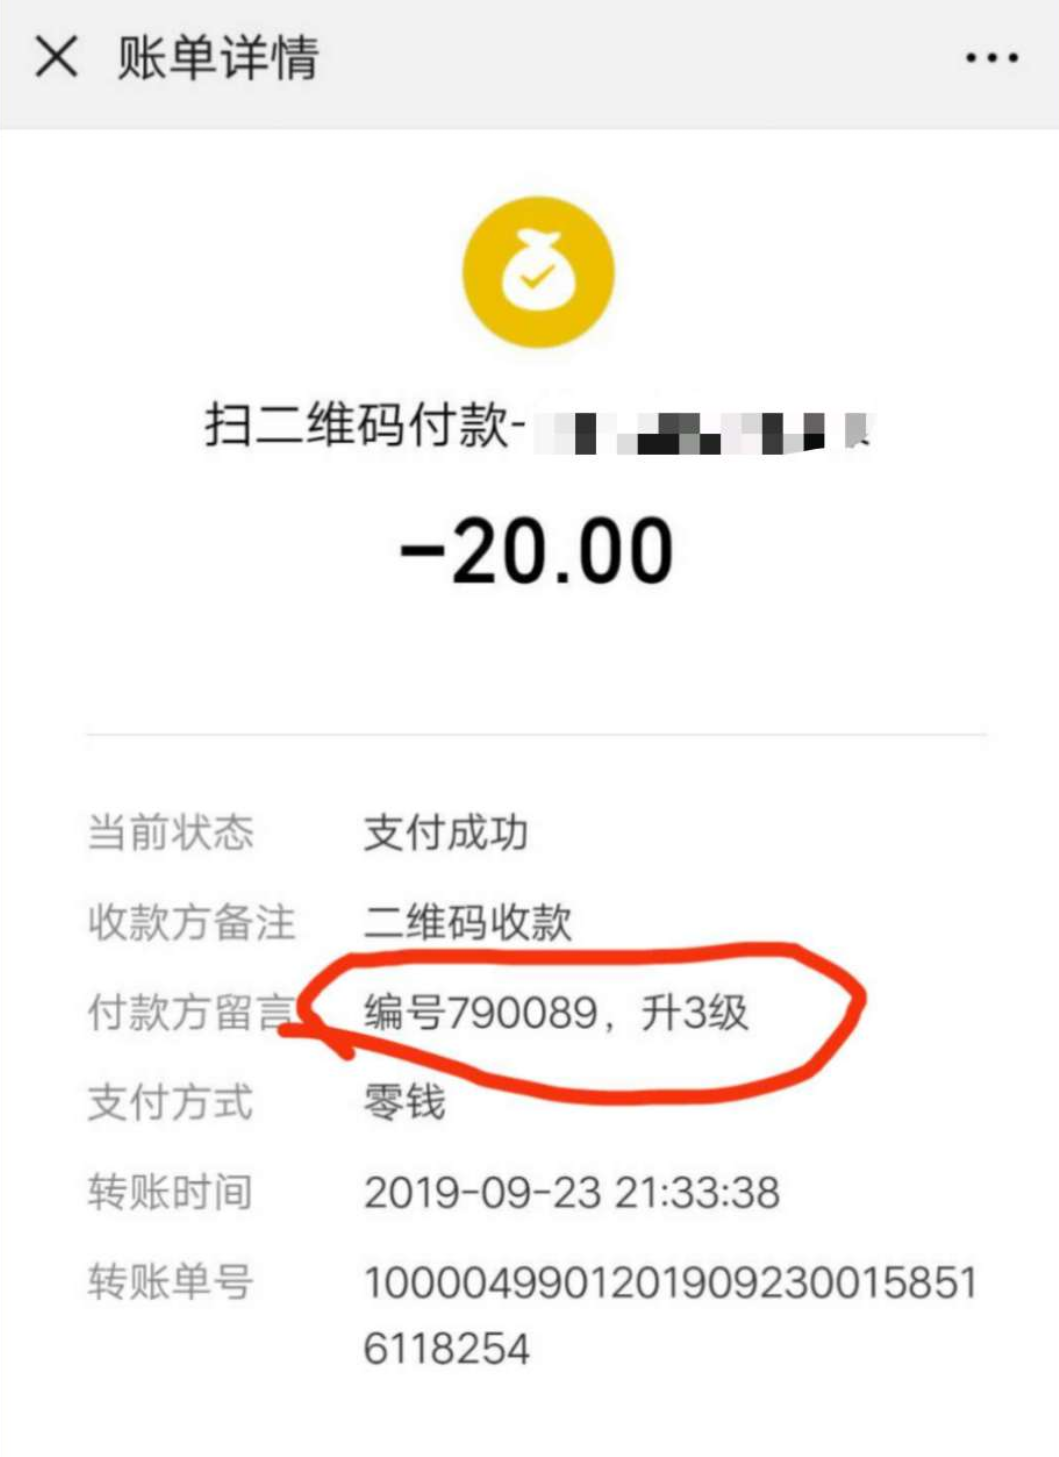 账单详情
扫二维码付款-
-20.00
当前状态 支付成功
收款方备注 二维码收款
付款方留言 编号790089，升3级
支付方式 零钱
转账时间 2019-09-23 21:33:38
转账单号 1000049901201909230015851
6118254